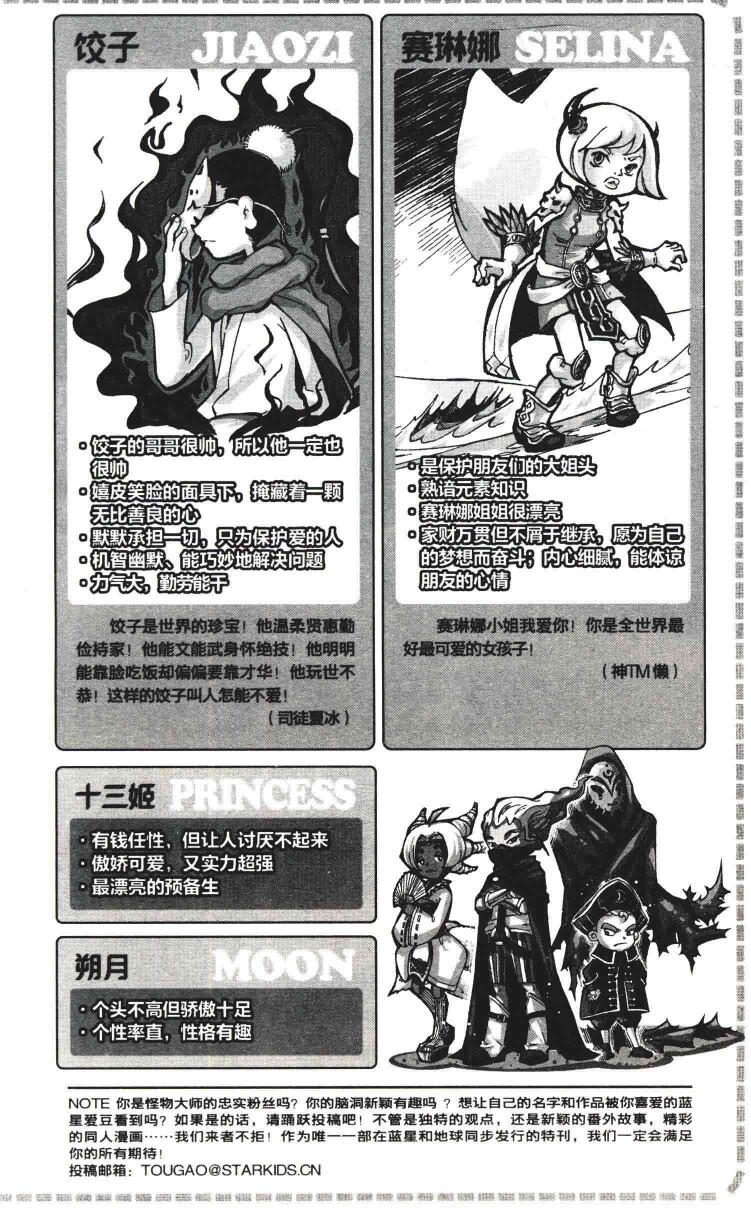 饺子 JIAOZI
·饺子的哥哥很帅，所以他一定也
很帅
·嬉皮笑脸的面具下，掩藏着一颗
无比善良的心
·默默承担一切，只为保护爱的人
·机智幽默、能巧妙地解决问题
·力气大，勤劳能干
饺子是世界的珍宝！他温柔贤惠勤
俭持家！他能文能武身怀绝技！他明明
能靠脸吃饭却偏偏要靠才华！他玩世不
恭！这样的饺子叫人怎能不爱！
（司徒夏冰）
赛琳娜 SELINA
·是保护朋友们的大姐头
·熟谙元素知识
·赛琳娜姐姐很漂亮
·家财万贯但不屑于继承，愿为自己
的梦想而奋斗；内心细腻，能体谅
朋友的心情
赛琳娜小姐我爱你！你是全世界最
好最可爱的女孩子！
（神TM懒）
十三姬 PRINCESS
·有钱任性，但让人讨厌不起来
·傲娇可爱，又实力超强
·最漂亮的预备生
朔月 MOON
·个头不高但骄傲十足
·个性率直，性格有趣
NOTE 你是怪物大师的忠实粉丝吗？你的脑洞新颖有趣吗？想让自己的名字和作品被你喜爱的蓝
星爱豆看到吗？如果是的话，请踊跃投稿吧！不管是独特的观点，还是新颖的番外故事，精彩
的同人漫画……我们来者不拒！作为唯一一部在蓝星和地球同步发行的特刊，我们一定会满足
你的所有期待！
投稿邮箱：TOUGAO@STARKIDS.CN